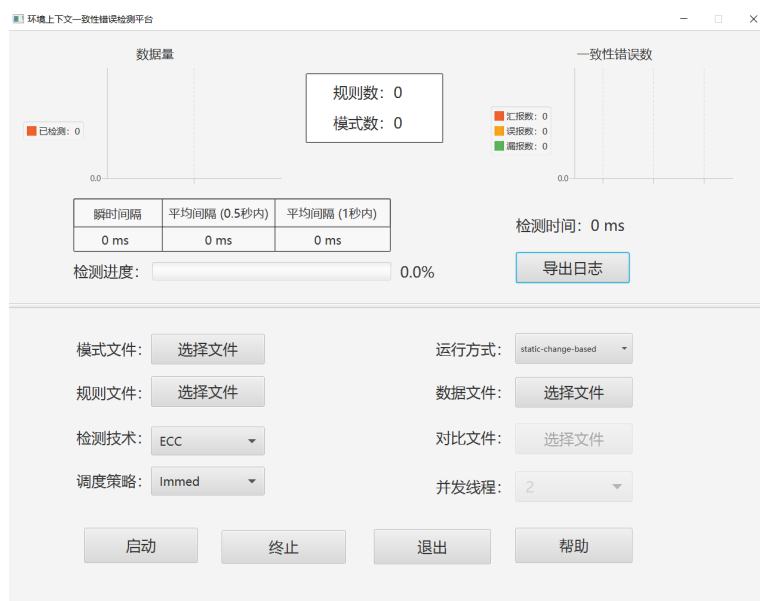 环境上下文一致性错误检测平台
数据量
一致性错误数
规则数：0
模式数：0
已检测：0
汇报数：0
误报数：0
漏报数：0
0.0
0.0
瞬时间隔 平均间隔 (0.5秒内) 平均间隔 (1秒内)
0 ms 0 ms 0 ms
检测时间：0 ms
检测进度： 0.0%
导出日志
模式文件： 选择文件 运行方式： static-change-based
规则文件： 选择文件 数据文件： 选择文件
检测技术： ECC 对比文件： 选择文件
调度策略： Immed 并发线程： 2
启动 终止 退出 帮助